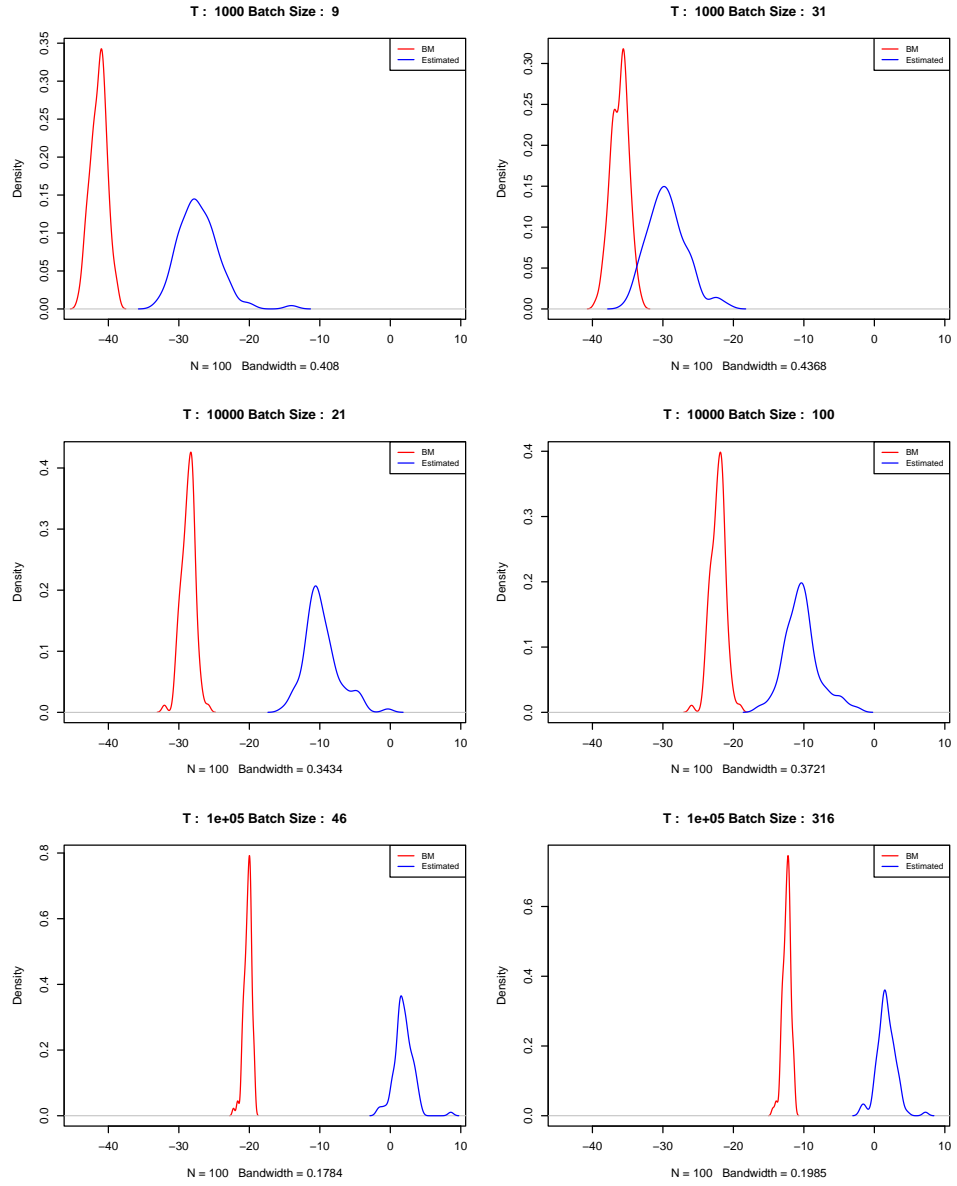 T : 1000 Batch Size : 9
BM
Estimated
Density
0.00 0.05 0.10 0.15 0.20 0.25 0.30 0.35
−40 −30 −20 −10 0 10
N = 100 Bandwidth = 0.408
T : 1000 Batch Size : 31
BM
Estimated
Density
0.00 0.05 0.10 0.15 0.20 0.25 0.30
−40 −30 −20 −10 0 10
N = 100 Bandwidth = 0.4368
T : 10000 Batch Size : 21
BM
Estimated
Density
0.0 0.1 0.2 0.3 0.4
−40 −30 −20 −10 0 10
N = 100 Bandwidth = 0.3434
T : 10000 Batch Size : 100
BM
Estimated
Density
0.0 0.1 0.2 0.3 0.4
−40 −30 −20 −10 0 10
N = 100 Bandwidth = 0.3721
T : 1e+05 Batch Size : 46
BM
Estimated
Density
0.0 0.2 0.4 0.6 0.8
−40 −30 −20 −10 0 10
N = 100 Bandwidth = 0.1784
T : 1e+05 Batch Size : 316
BM
Estimated
Density
0.0 0.2 0.4 0.6
−40 −30 −20 −10 0 10
N = 100 Bandwidth = 0.1985